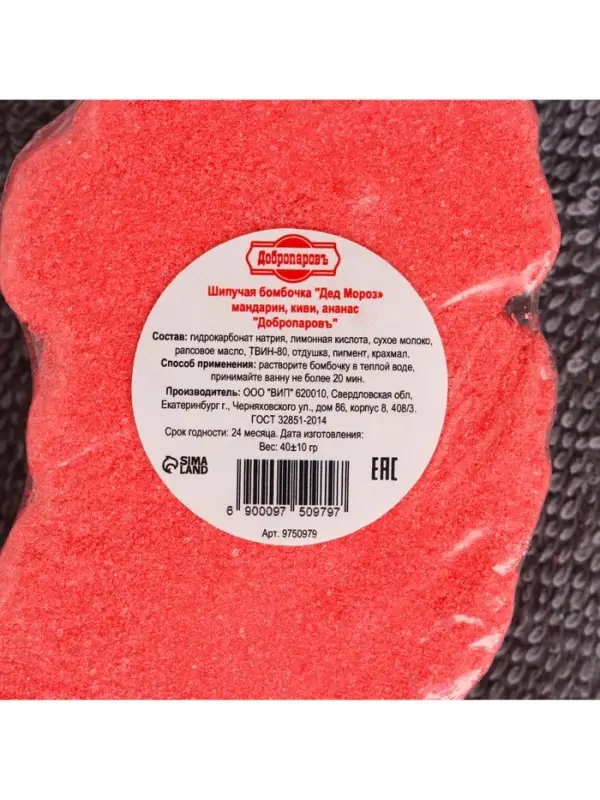 Добропаровъ
Шипучая бомбочка "Дед Мороз»
мандарин, киви, ананас
"Добропаровъ"
Состав: гидрокарбонат натрия, лимонная кислота, сухое молоко,
рапсовое масло, ТВИН-80, отдушка, пигмент, крахмал.
Способ применения: растворите бомбочку в теплой воде,
принимайте ванну не более 20 мин.
Производитель: ООО "ВИП" 620010, Свердловская обл,
Екатеринбург г., Черняховского ул., дом 86, корпус 8, 408/3.
ГОСТ 32851-2014
Срок годности: 24 месяца. Дата изготовления:
Вес: 40±10 гр
SIMA
LAND
EAC
6 900097 509797
Арт. 9750979